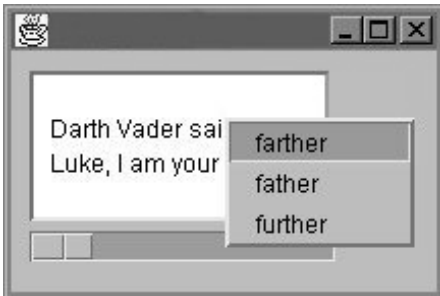 Darth Vader sai
Luke, I am your
farther
father
further